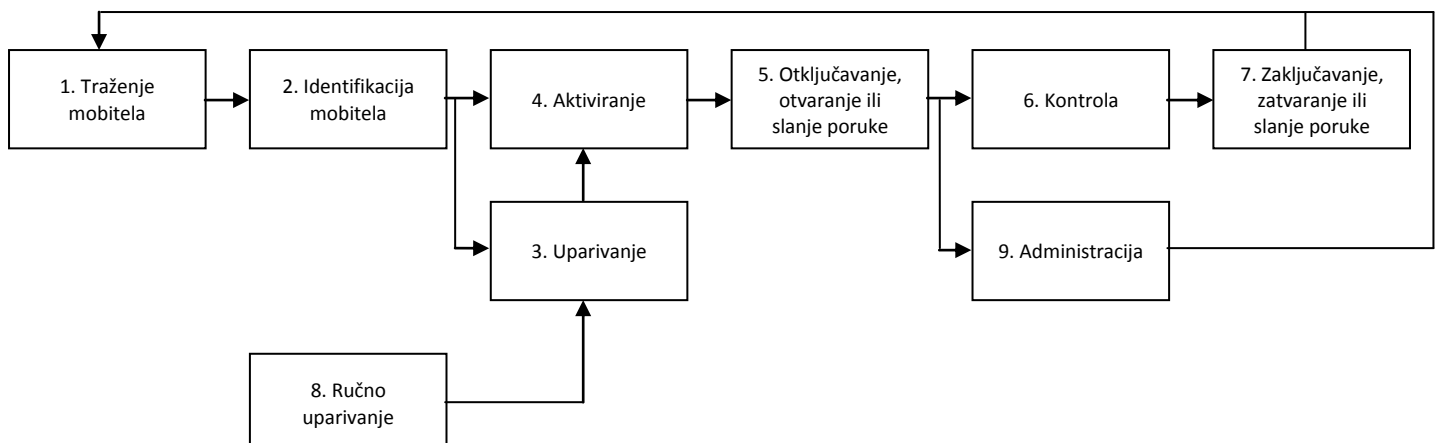 1. Traženje
mobitela
2. Identifikacija
mobitela
4. Aktiviranje
5. Otključavanje,
otvaranje ili
slanje poruke
6. Kontrola
7. Zaključavanje,
zatvaranje ili
slanje poruke
3. Uparivanje
9. Administracija
8. Ručno
uparivanje